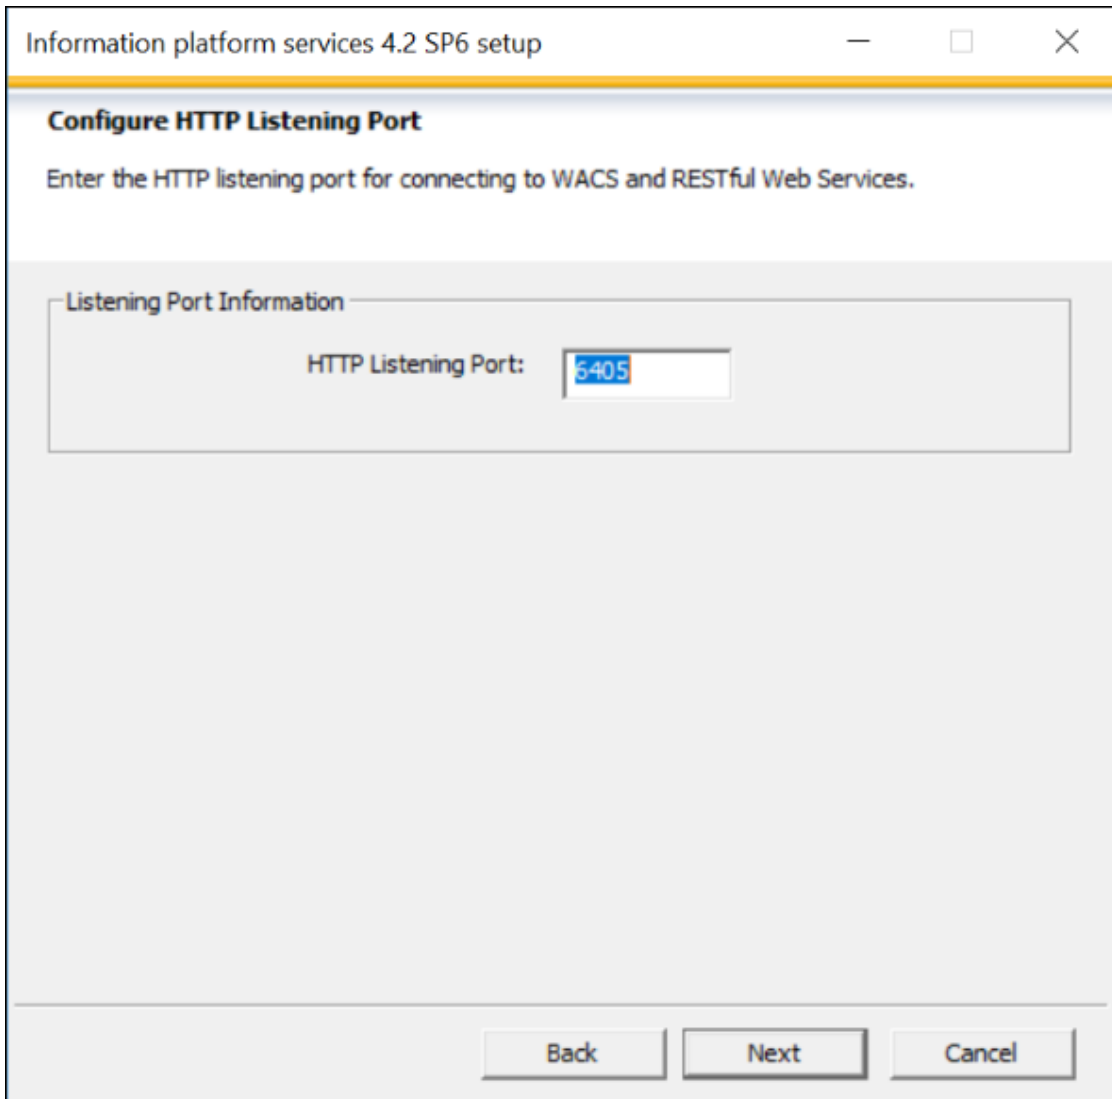 Information platform services 4.2 SP6 setup
Configure HTTP Listening Port
Enter the HTTP listening port for connecting to WACS and RESTful Web Services.
Listening Port Information
HTTP Listening Port: 6405
Back Next Cancel